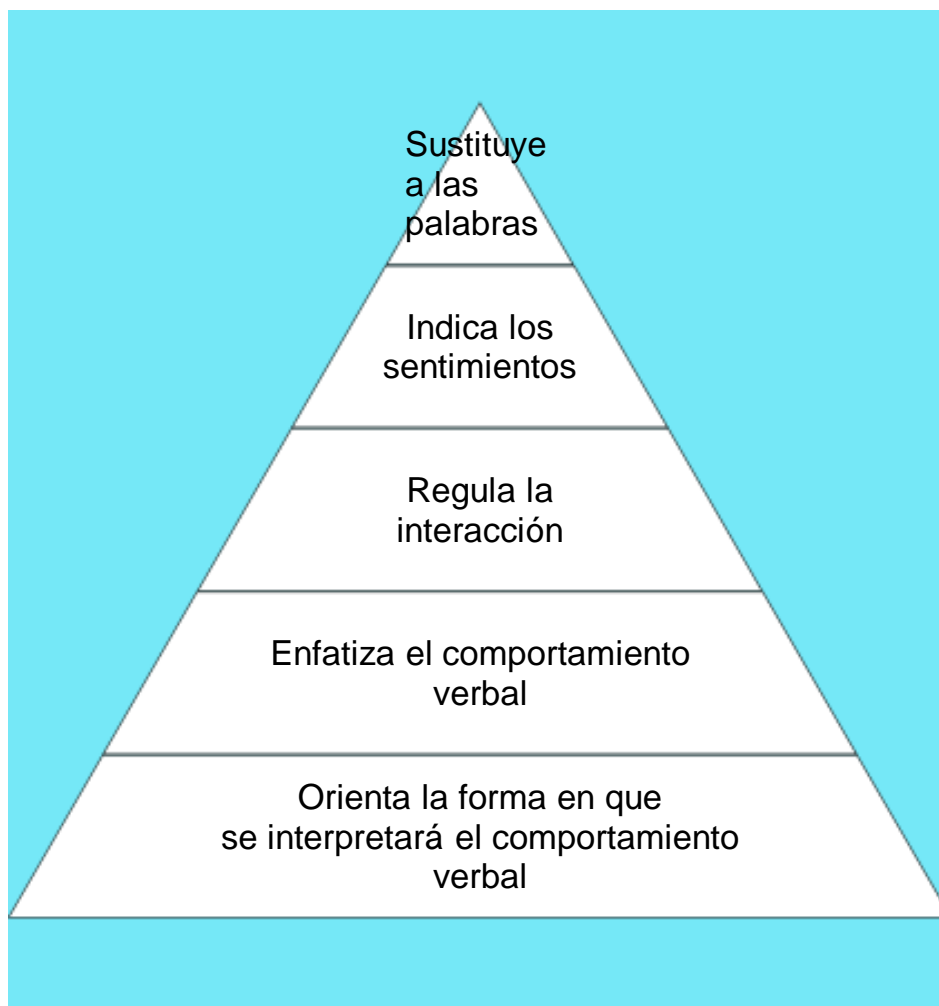 Sustituye
a las
palabras
Indica los
sentimientos
Regula la
interacción
Enfatiza el comportamiento
verbal
Orienta la forma en que
se interpretará el comportamiento
verbal